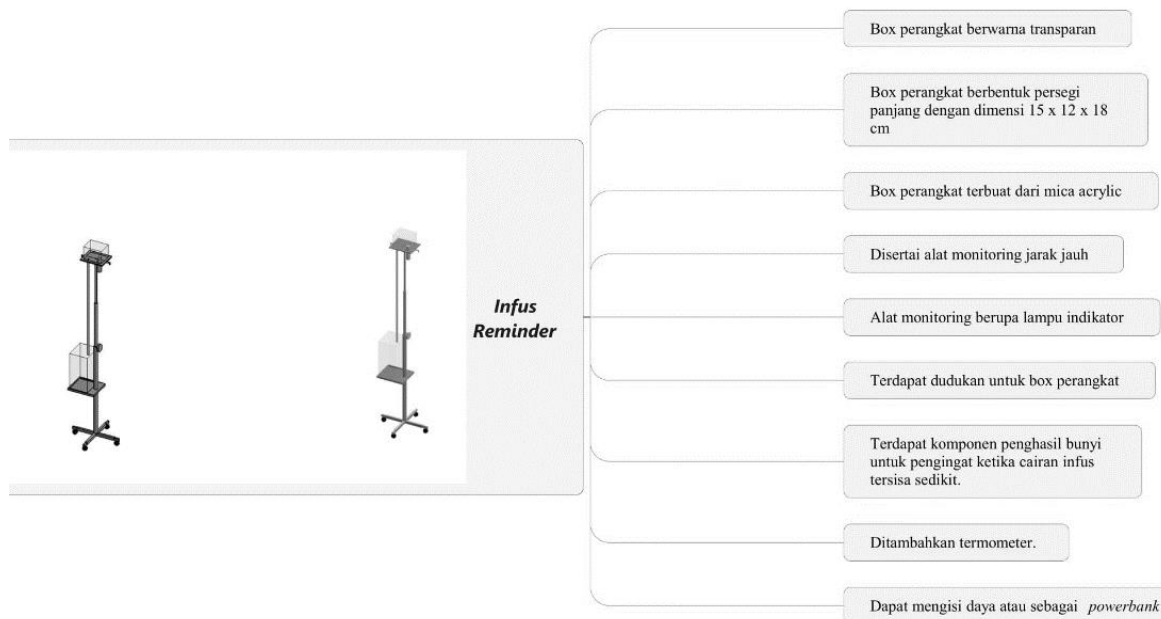 Infus
Reminder
Box perangkat berwarna transparan
Box perangkat berbentuk persegi
panjang dengan dimensi 15 x 12 x 18
cm
Box perangkat terbuat dari mica acrylic
Disertai alat monitoring jarak jauh
Alat monitoring berupa lampu indikator
Terdapat dudukan untuk box perangkat
Terdapat komponen penghasil bunyi
untuk pengingat ketika cairan infus
tersisa sedikit.
Ditambahkan termometer.
Dapat mengisi daya atau sebagai powerbank